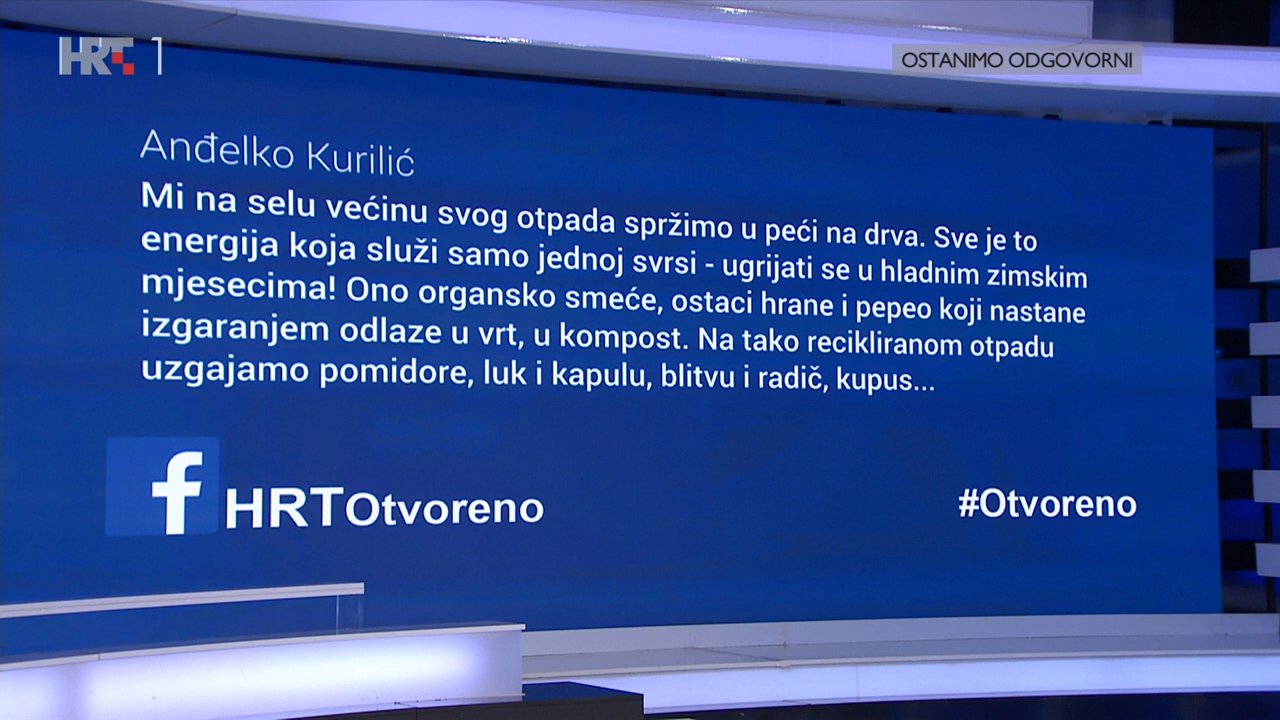 HRT 1
OSTANIMO ODGOVORNI
Anđelko Kurilić
Mi na selu većinu svog otpada spržimo u peći na drva. Sve je to
energija koja služi samo jednoj svrsi - ugrijati se u hladnim zimskim
mjesecima! Ono organsko smeće, ostaci hrane i pepeo koji nastane
izgaranjem odlaze u vrt, u kompost. Na tako recikliranom otpadu
uzgajamo pomidore, luk i kapulu, blitvu i radič, kupus...
f HRTOtvoreno
#Otvoreno